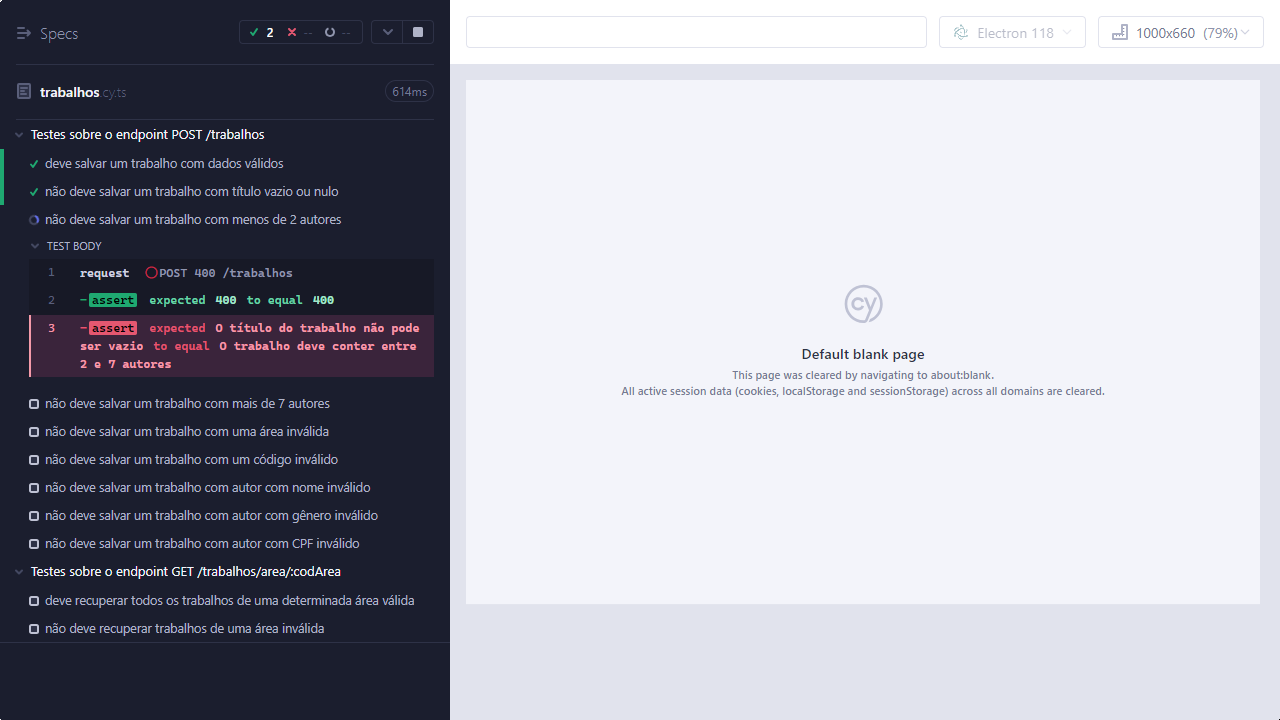 Specs
2
--
--
trabalhos cy.ts
614ms
Testes sobre o endpoint POST /trabalhos
deve salvar um trabalho com dados válidos
não deve salvar um trabalho com título vazio ou nulo
não deve salvar um trabalho com menos de 2 autores
TEST BODY
1 request POST 400 /trabalhos
2 -assert expected 400 to equal 400
3 -assert expected O título do trabalho não pode
ser vazio to equal O trabalho deve conter entre
2 e 7 autores
não deve salvar um trabalho com mais de 7 autores
não deve salvar um trabalho com uma área inválida
não deve salvar um trabalho com um código inválido
não deve salvar um trabalho com autor com nome inválido
não deve salvar um trabalho com autor com gênero inválido
não deve salvar um trabalho com autor com CPF inválido
Testes sobre o endpoint GET /trabalhos/area/:codArea
deve recuperar todos os trabalhos de uma determinada área válida
não deve recuperar trabalhos de uma área inválida
Electron 118
1000x660 (79%)
cy
Default blank page
This page was cleared by navigating to about:blank.
All active session data (cookies, localStorage and sessionStorage) across all domains are cleared.